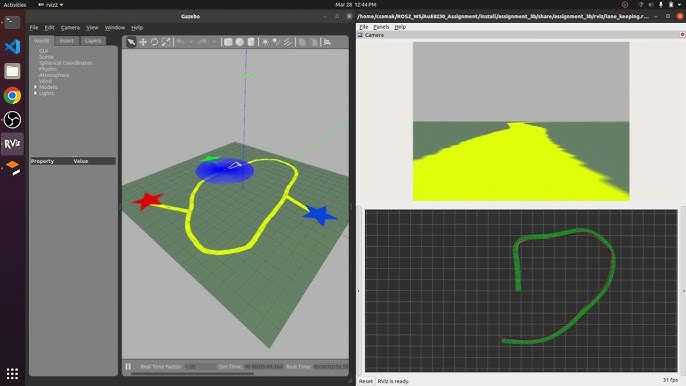 Activities
rviz2
Mar 28 12:44 PM
Gazebo
/home/csamak/ROS2_WS/AuE8230_Assignment/install/assignment_3b/share/assignment_3b/rviz/lane_keeping.r...
File Edit Camera View Window Help
File Panels Help
World Insert Layers
Camera
GUI
Scene
Spherical Coordinates
Physics
Atmosphere
Wind
Models
Lights
RViz
Property Value
Real Time Factor:
Sim Time:
Real Time:
Reset RViz is ready.
31 fps